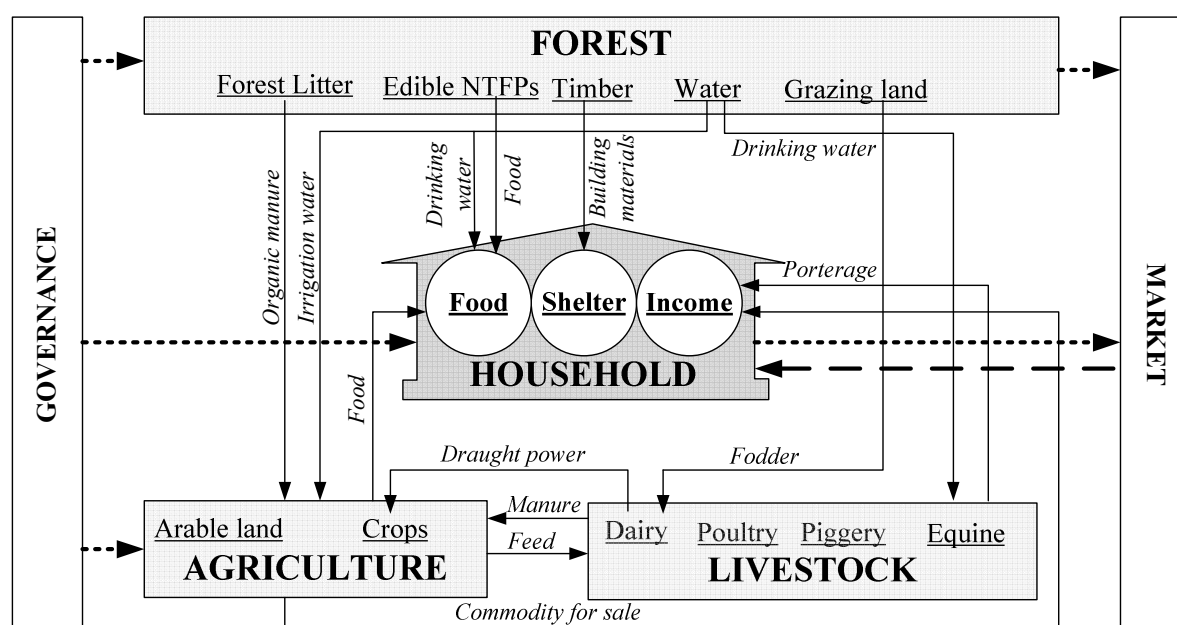 FOREST
Forest Litter
Edible NTFPs
Timber
Water
Grazing land
Drinking water
Drinking
water
Food
Building
materials
Organic manure
Irrigation water
GOVERNANCE
MARKET
Porterage
Food
Shelter
Income
HOUSEHOLD
Food
Draught power
Fodder
Manure
Feed
Arable land
Crops
AGRICULTURE
Dairy
Poultry
Piggery
Equine
LIVESTOCK
Commodity for sale